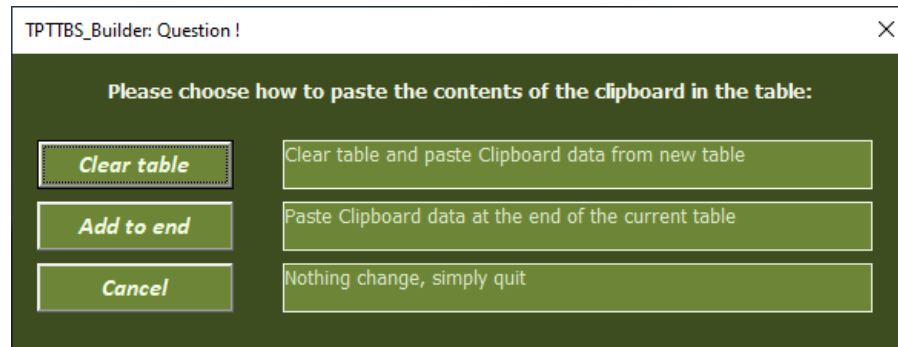 TPTTBS_Builder: Question !
Please choose how to paste the contents of the clipboard in the table:
Clear table
Clear table and paste Clipboard data from new table
Add to end
Paste Clipboard data at the end of the current table
Cancel
Nothing change, simply quit